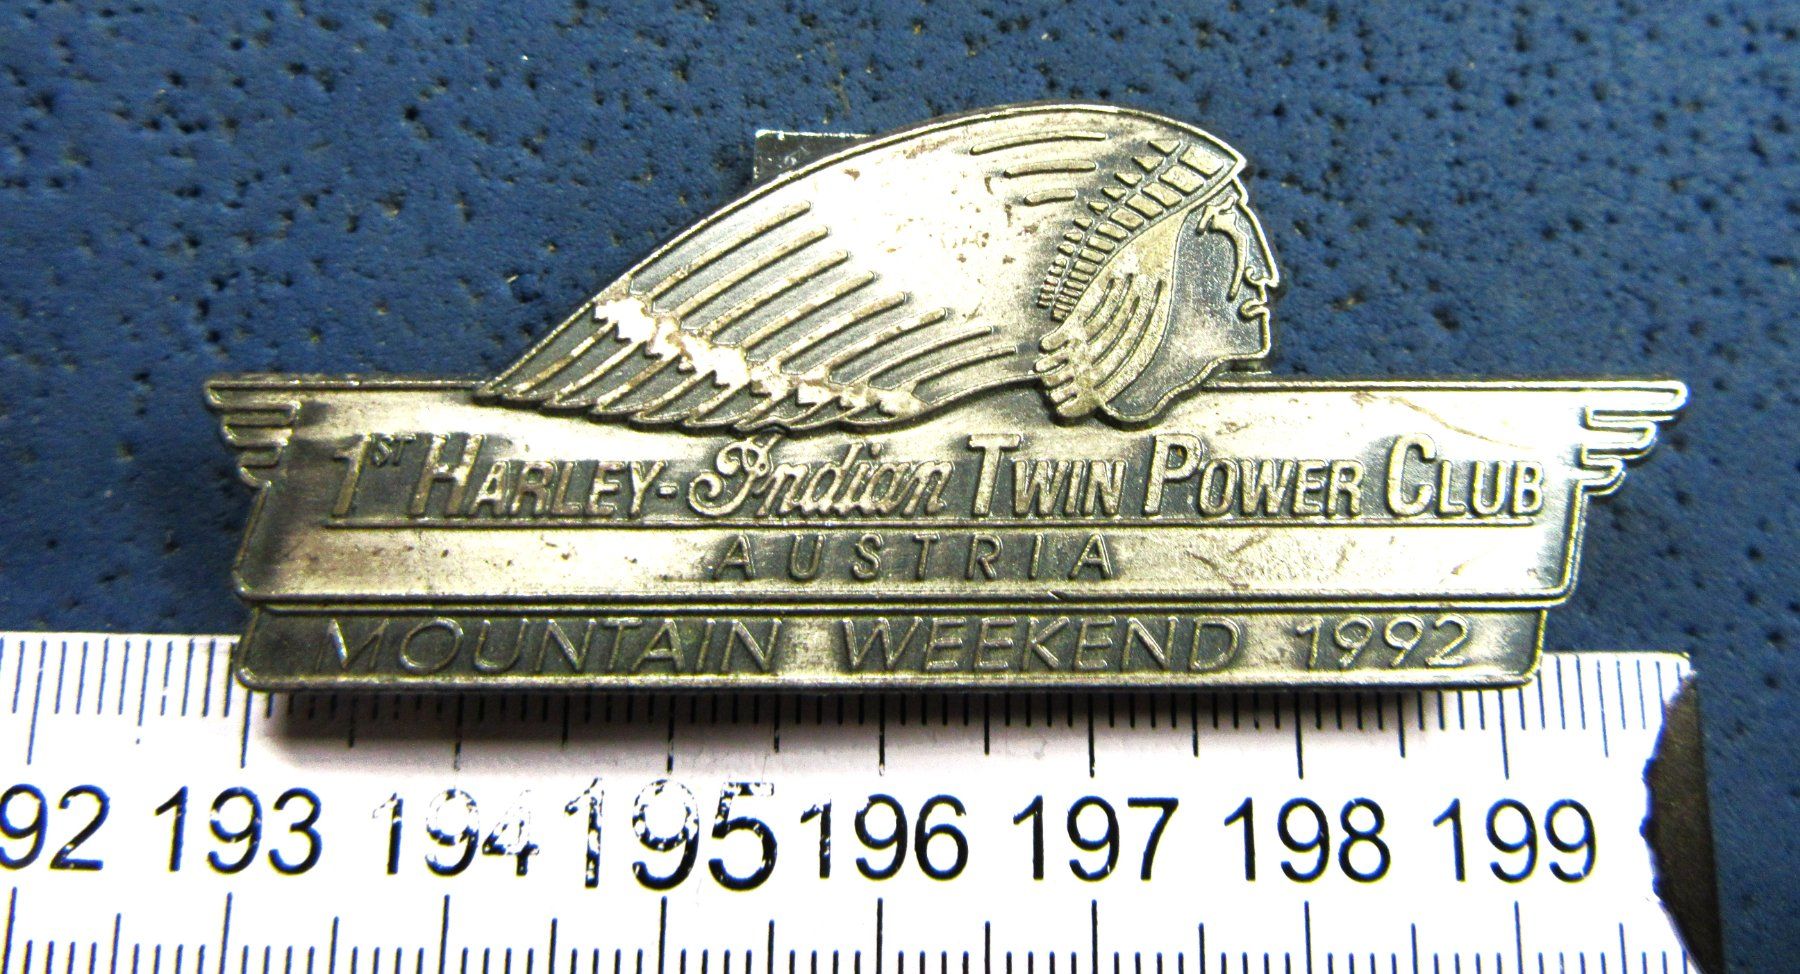 1ST HARLEY-Indian TWIN POWER CLUB
AUSTRIA
MOUNTAIN WEEKEND 1992
92 193 194 195 196 197 198 199